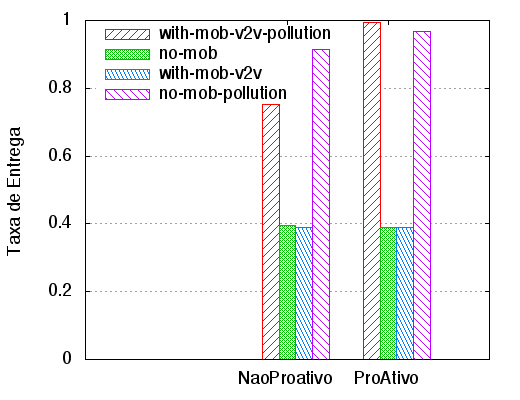 1
with-mob-v2v-pollution
no-mob
0.8
with-mob-v2v
no-mob-pollution
0.6
Taxa de Entrega
0.4
0.2
0
NaoProativo ProAtivo